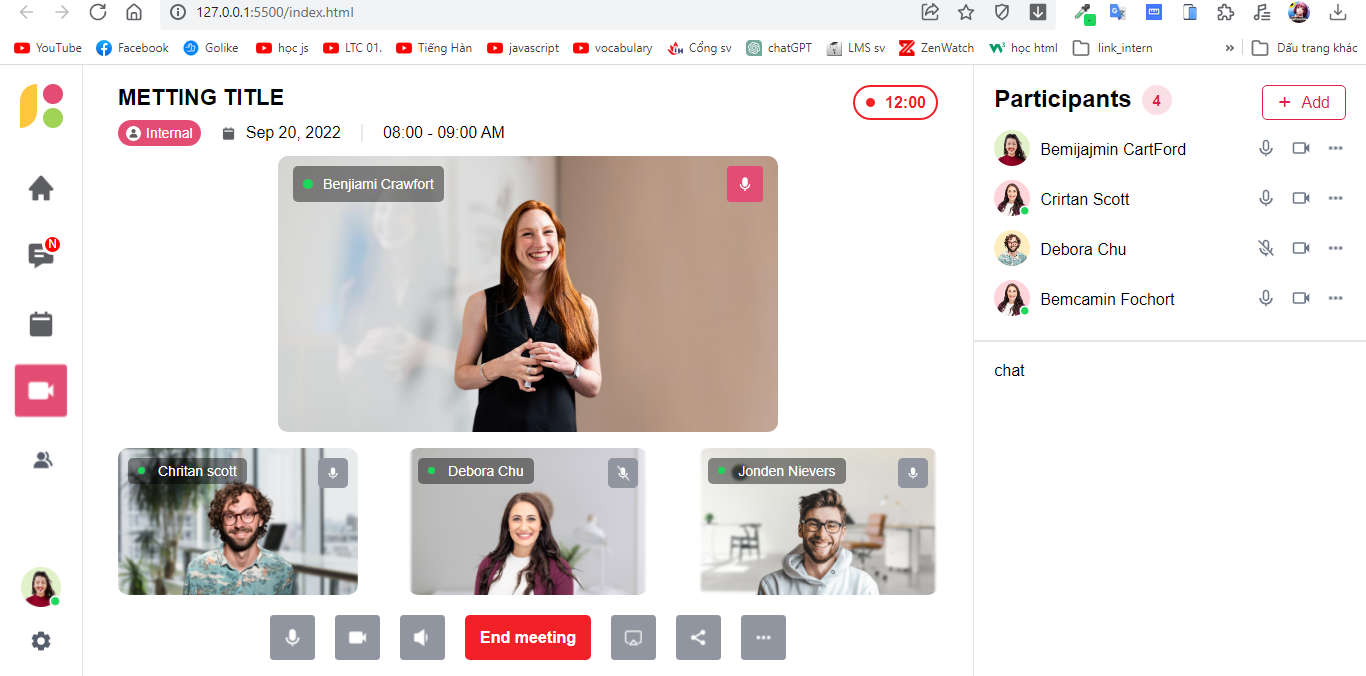 127.0.0.1:5500/index.html
YouTube Facebook Golike học js LTC 01. Tiếng Hàn javascript vocabulary Cổng sv chatGPT LMS sv ZenWatch học html link_intern » Dấu trang khác
METTING TITLE
12:00
Internal Sep 20, 2022 08:00 - 09:00 AM
N
Benjiami Crawfort
Chritan scott
Debora Chu
Jonden Nievers
End meeting
Participants 4 + Add
Bemijajmin CartFord
Crirtan Scott
Debora Chu
Bemcamin Fochort
chat